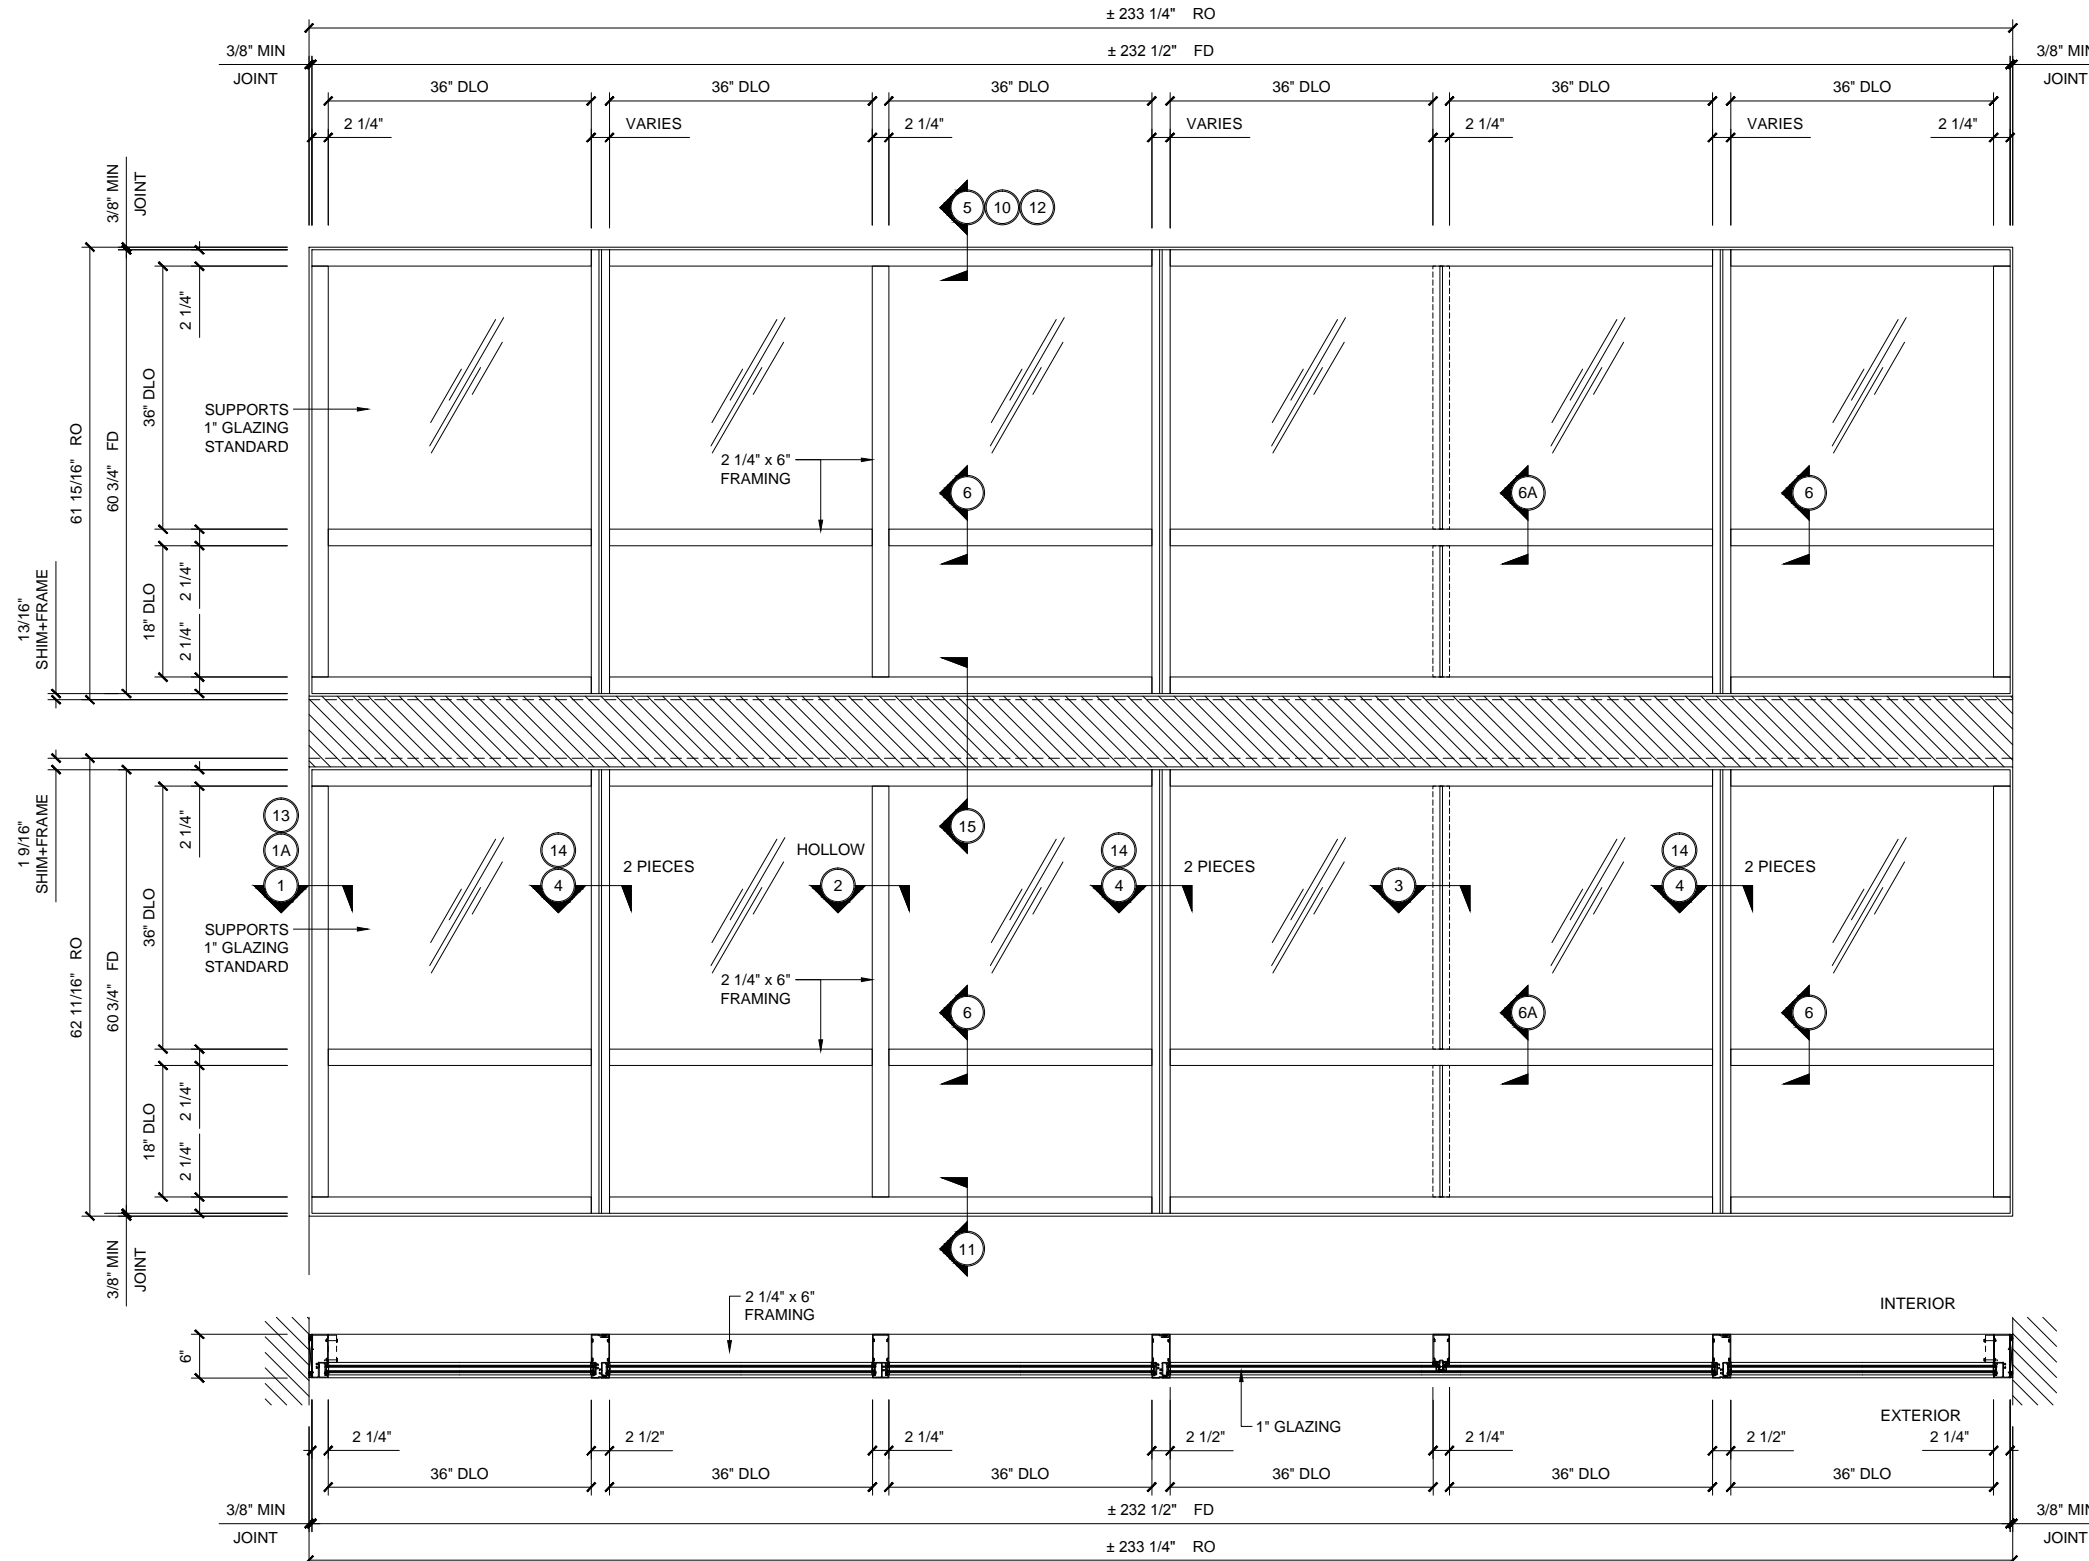 ± 233 1/4" RO
3/8" MIN
JOINT
± 232 1/2" FD
3/8" MIN
JOINT
36" DLO
36" DLO
36" DLO
36" DLO
36" DLO
36" DLO
2 1/4"
VARIES
2 1/4"
VARIES
2 1/4"
VARIES
2 1/4"
3/8" MIN
JOINT
5
10
12
61 15/16" RO
60 3/4" FD
36" DLO
2 1/4"
SUPPORTS
1" GLAZING
STANDARD
2 1/4" x 6"
FRAMING
6
6A
6
13/16"
SHIM+FRAME
18" DLO
2 1/4"
2 1/4"
1 9/16"
SHIM+FRAME
62 11/16" RO
60 3/4" FD
36" DLO
2 1/4"
13
1A
1
14
4
2 PIECES
HOLLOW
2
15
14
4
2 PIECES
3
14
4
2 PIECES
SUPPORTS
1" GLAZING
STANDARD
2 1/4" x 6"
FRAMING
6
6A
6
18" DLO
2 1/4"
2 1/4"
3/8" MIN
JOINT
11
2 1/4" x 6"
FRAMING
INTERIOR
6"
1" GLAZING
EXTERIOR
2 1/4"
2 1/2"
2 1/4"
2 1/2"
2 1/4"
2 1/2"
2 1/4"
36" DLO
36" DLO
36" DLO
36" DLO
36" DLO
36" DLO
3/8" MIN
JOINT
± 232 1/2" FD
3/8" MIN
JOINT
± 233 1/4" RO